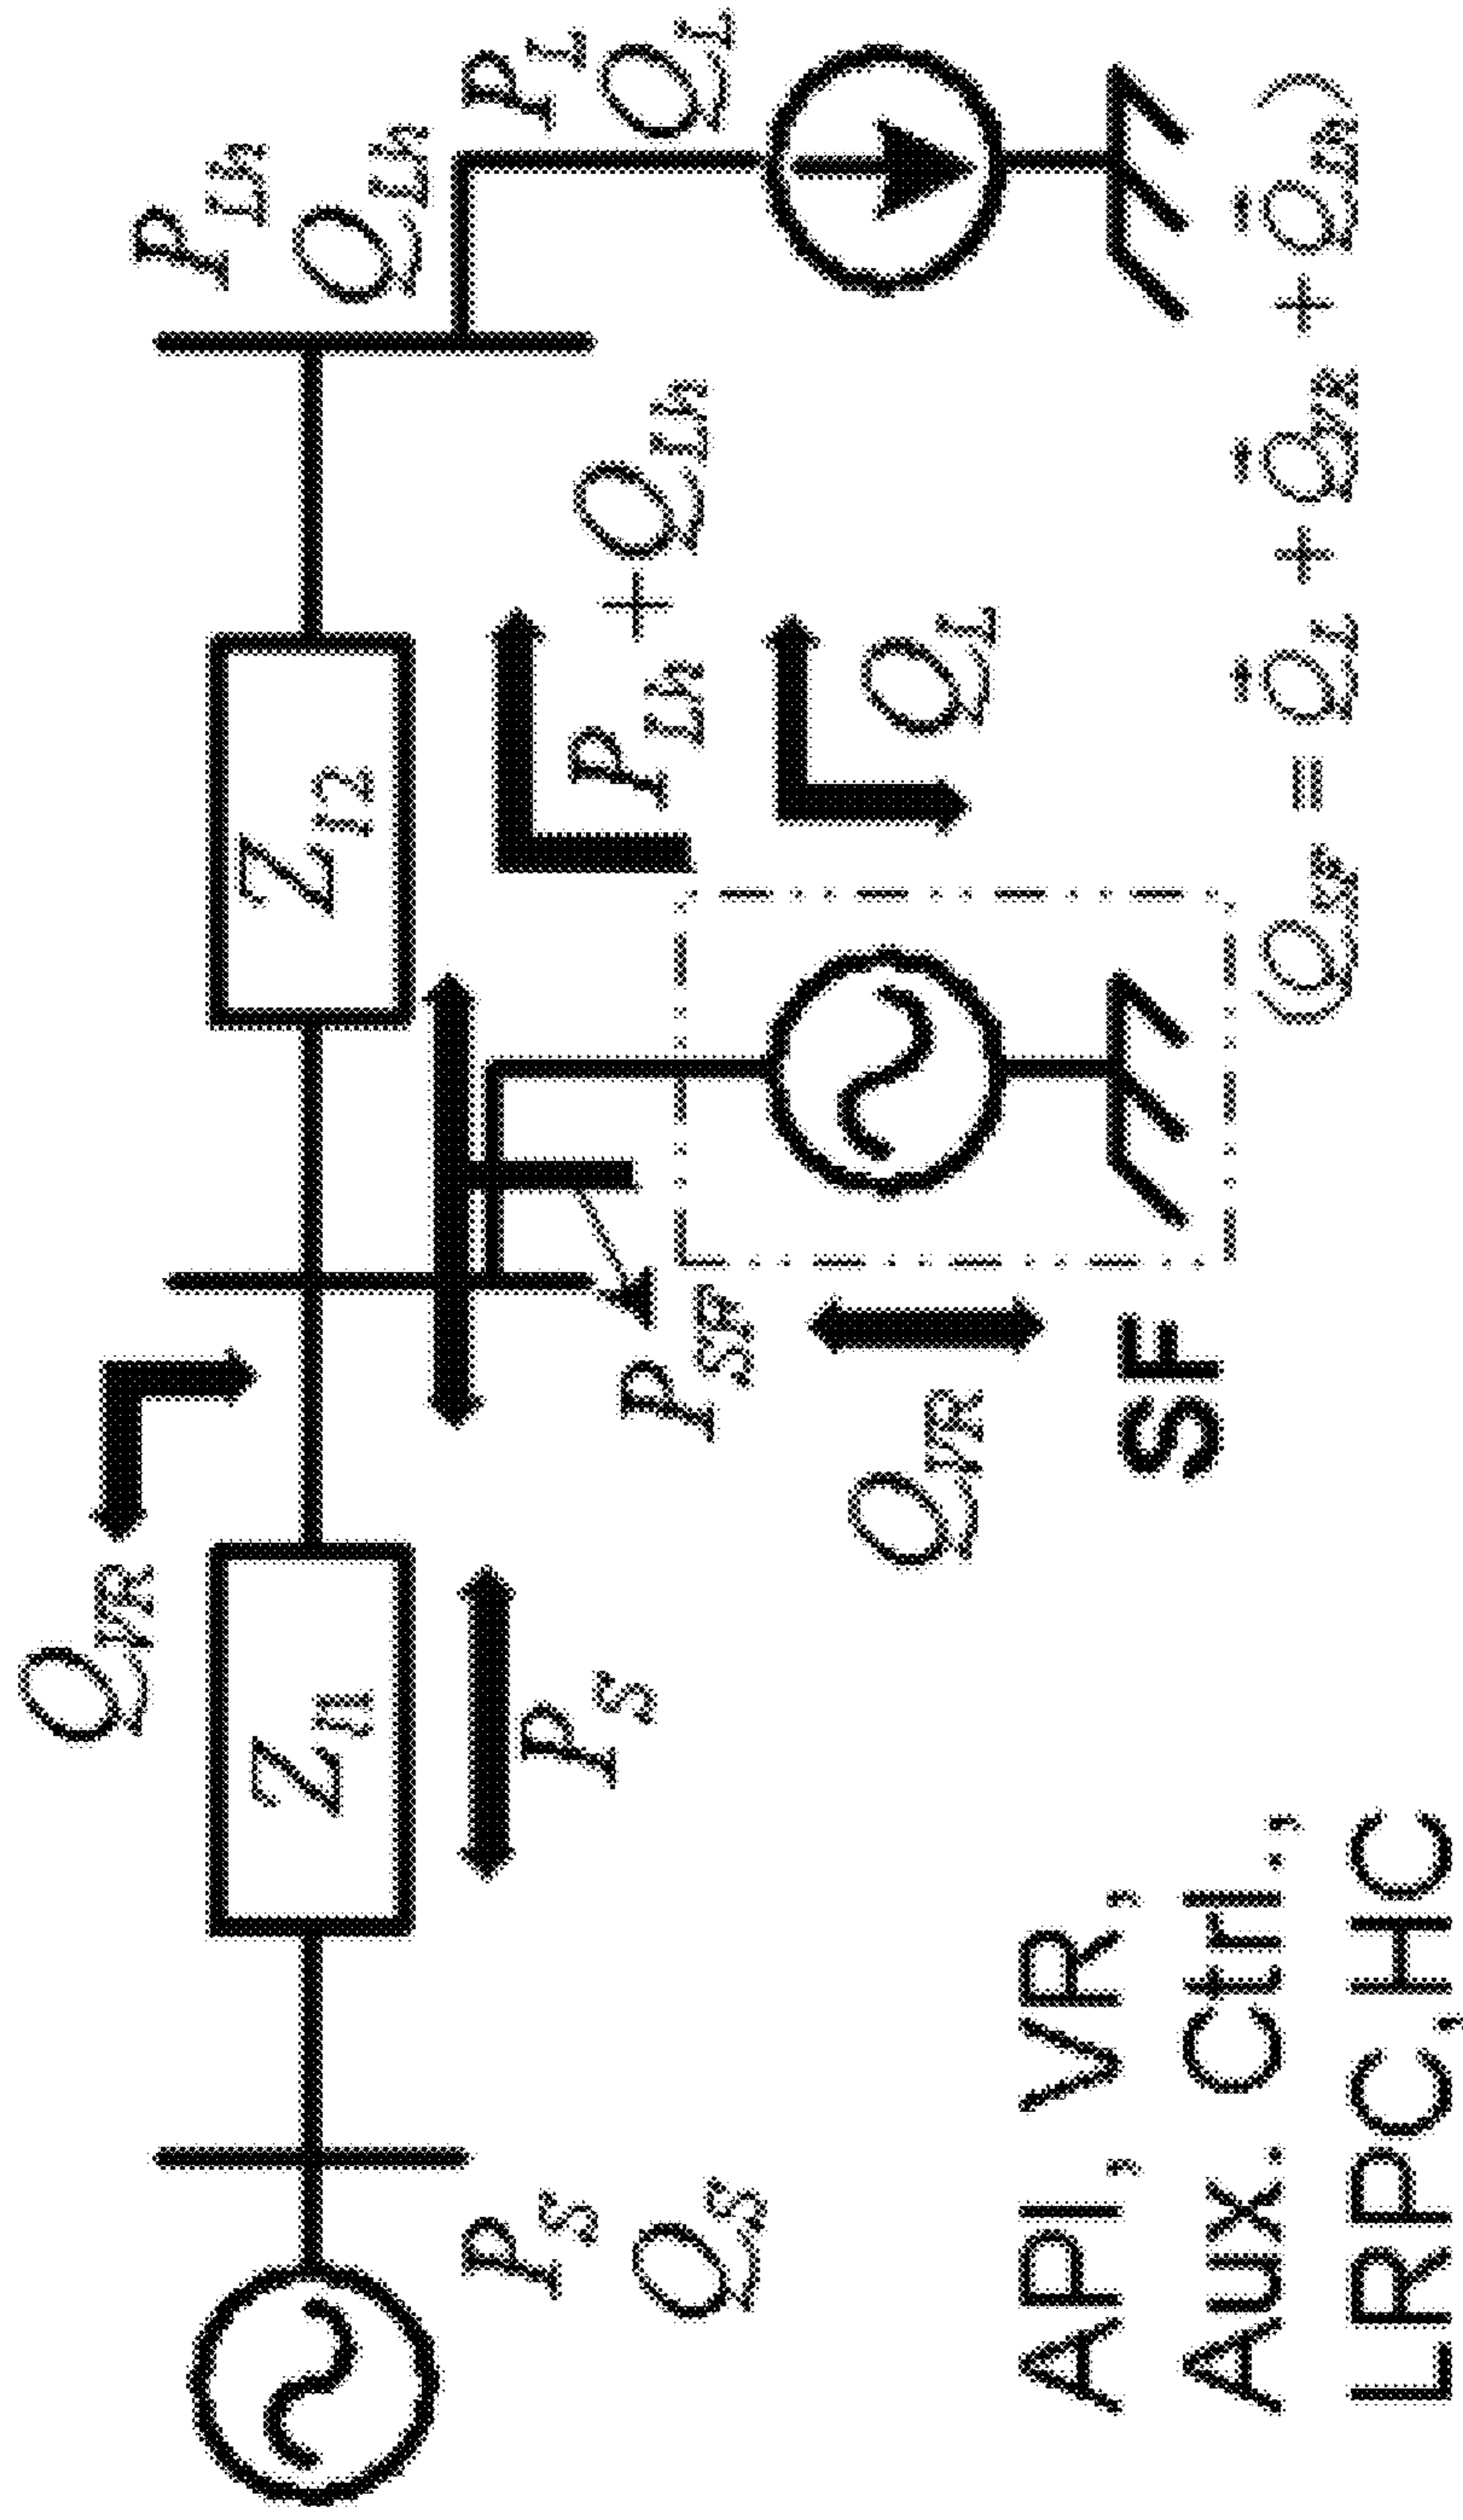 Q_VR
P_Lh
Q_Lh
Z_l1
Z_l2
P_S
Q_S
P_S
P_SF
P_Lh + Q_Lh
P_L
Q_L
Q_VR
Q_L
SF
API, VR,
Aux. Ctrl.,
LRPC, HC
(Q_SF = Q̄_L + Q̄_VR + Q̄_Lh)